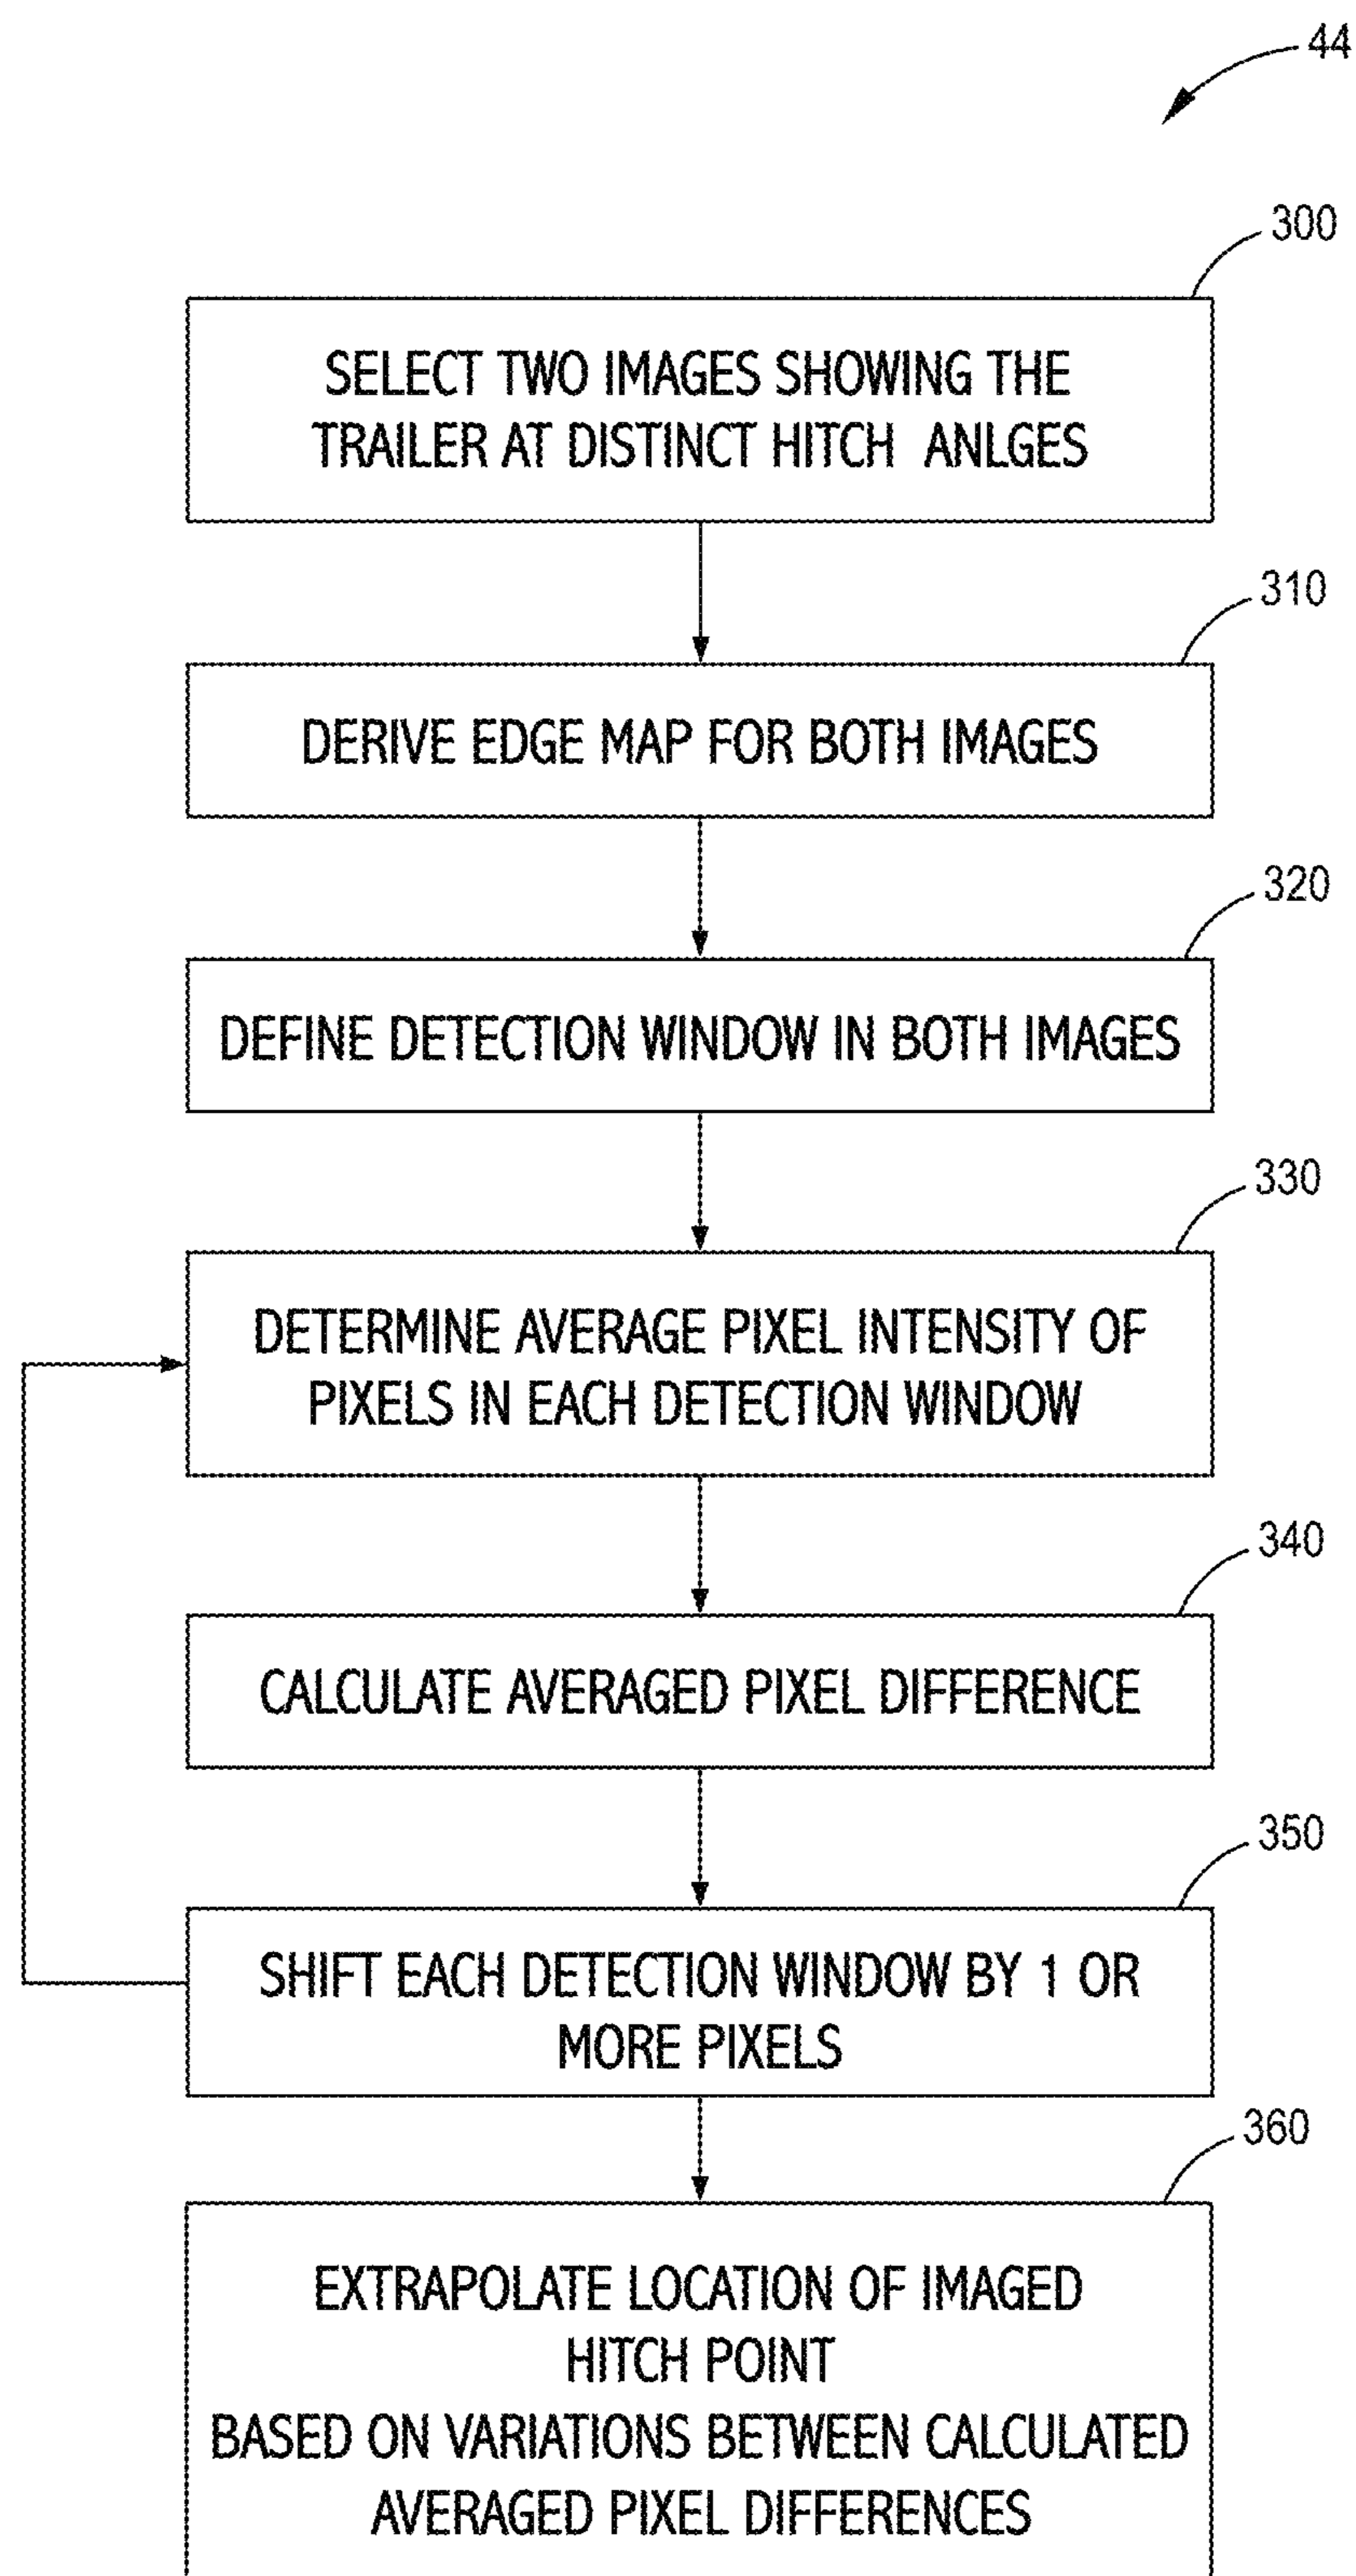 44
300
SELECT TWO IMAGES SHOWING THE
TRAILER AT DISTINCT HITCH ANLGES
310
DERIVE EDGE MAP FOR BOTH IMAGES
320
DEFINE DETECTION WINDOW IN BOTH IMAGES
330
DETERMINE AVERAGE PIXEL INTENSITY OF
PIXELS IN EACH DETECTION WINDOW
340
CALCULATE AVERAGED PIXEL DIFFERENCE
350
SHIFT EACH DETECTION WINDOW BY 1 OR
MORE PIXELS
360
EXTRAPOLATE LOCATION OF IMAGED
HITCH POINT
BASED ON VARIATIONS BETWEEN CALCULATED
AVERAGED PIXEL DIFFERENCES